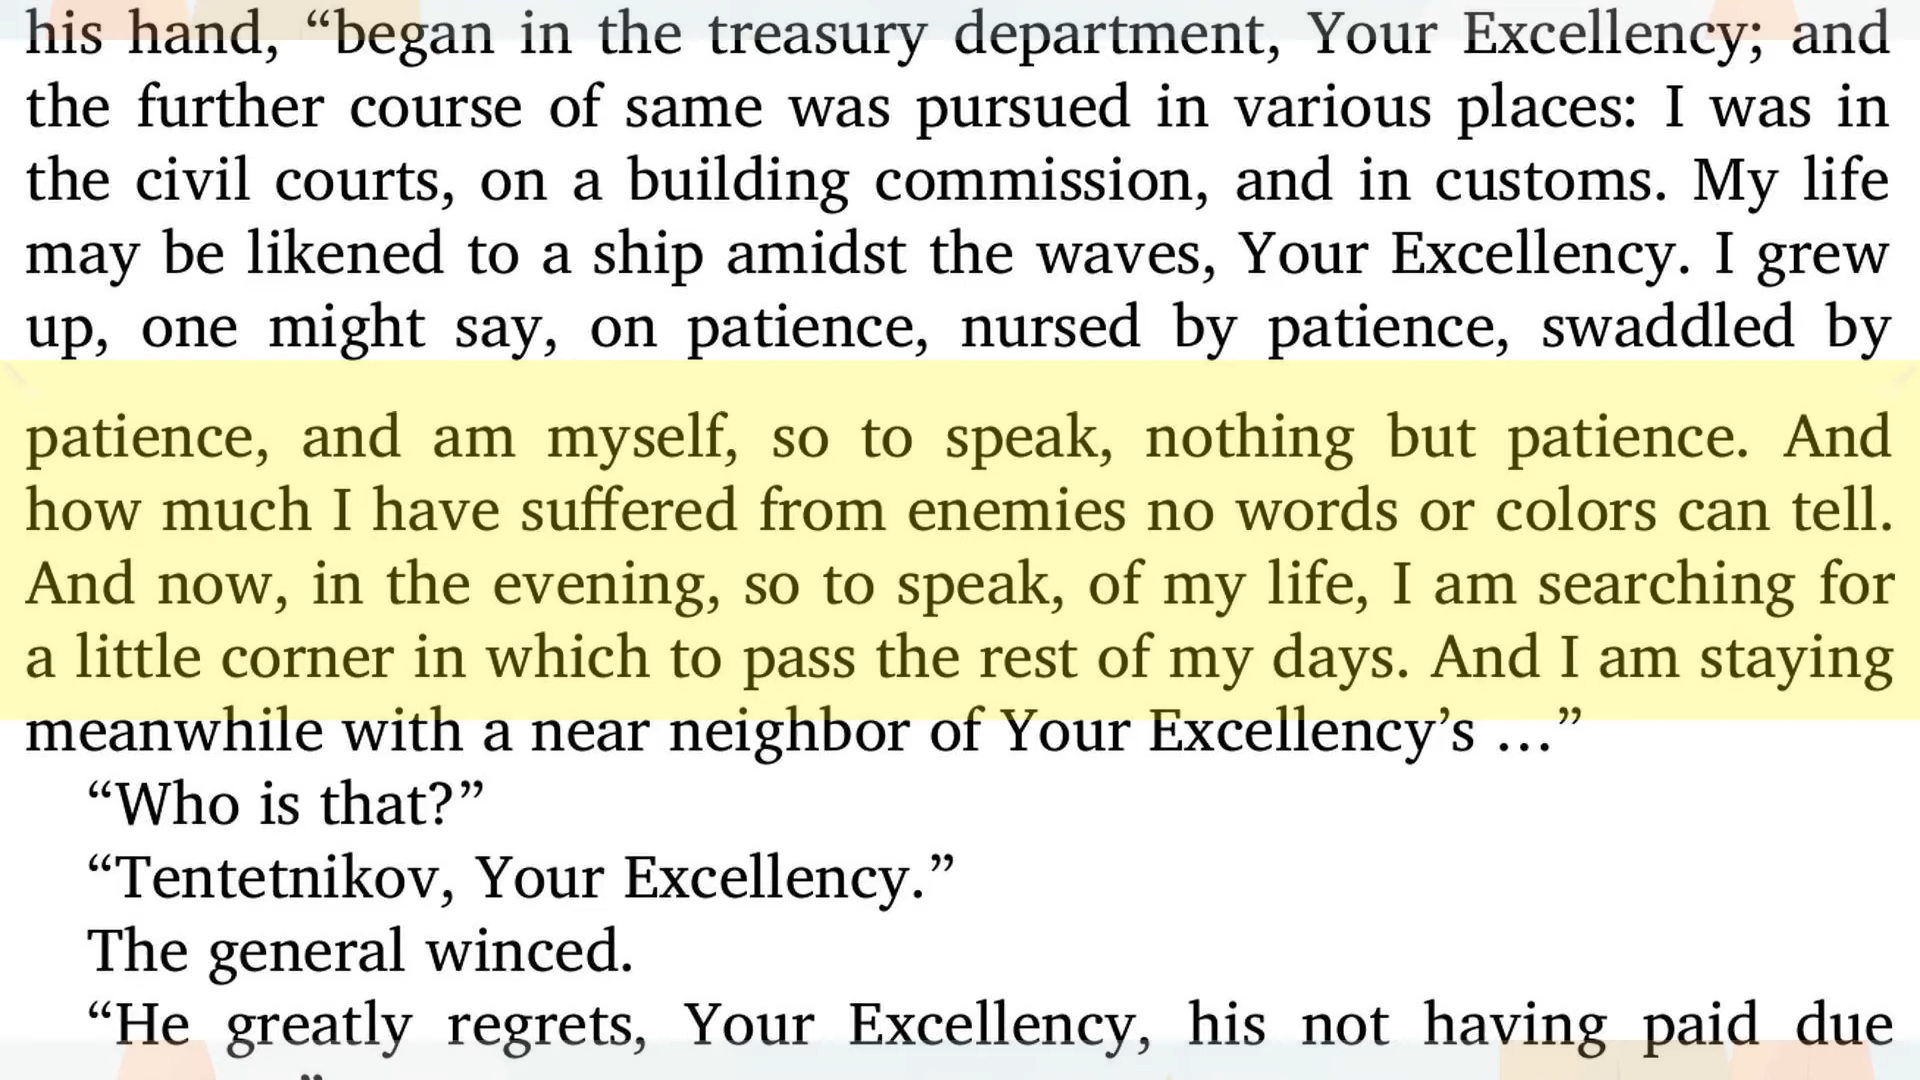 his hand, “began in the treasury department, Your Excellency; and
the further course of same was pursued in various places: I was in
the civil courts, on a building commission, and in customs. My life
may be likened to a ship amidst the waves, Your Excellency. I grew
up, one might say, on patience, nursed by patience, swaddled by
patience, and am myself, so to speak, nothing but patience. And
how much I have suffered from enemies no words or colors can tell.
And now, in the evening, so to speak, of my life, I am searching for
a little corner in which to pass the rest of my days. And I am staying
meanwhile with a near neighbor of Your Excellency’s …”
“Who is that?”
“Tentetnikov, Your Excellency.”
The general winced.
“He greatly regrets, Your Excellency, his not having paid due